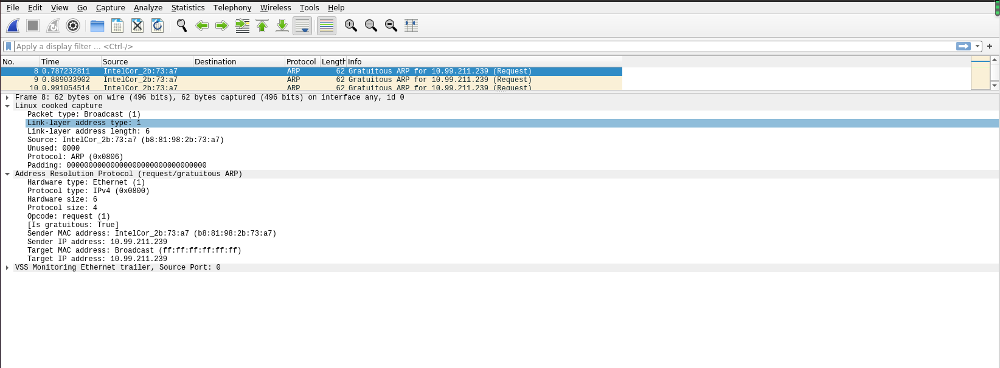 File Edit View Go Capture Analyze Statistics Telephony Wireless Tools Help
Apply a display filter ... <Ctrl-/>
No. Time Source Destination Protocol Length Info
8 0.787232811 IntelCor_2b:73:a7 ARP 62 Gratuitous ARP for 10.99.211.239 (Request)
9 0.889033902 IntelCor_2b:73:a7 ARP 62 Gratuitous ARP for 10.99.211.239 (Request)
10 0.991054514 IntelCor_2b:73:a7 ARP 62 Gratuitous ARP for 10.99.211.239 (Request)
Frame 8: 62 bytes on wire (496 bits), 62 bytes captured (496 bits) on interface any, id 0
Linux cooked capture
Packet type: Broadcast (1)
Link-layer address type: 1
Link-layer address length: 6
Source: IntelCor_2b:73:a7 (b8:81:98:2b:73:a7)
Unused: 0000
Protocol: ARP (0x0806)
Padding: 00000000000000000000000000000000
Address Resolution Protocol (request/gratuitous ARP)
Hardware type: Ethernet (1)
Protocol type: IPv4 (0x0800)
Hardware size: 6
Protocol size: 4
Opcode: request (1)
[Is gratuitous: True]
Sender MAC address: IntelCor_2b:73:a7 (b8:81:98:2b:73:a7)
Sender IP address: 10.99.211.239
Target MAC address: Broadcast (ff:ff:ff:ff:ff:ff)
Target IP address: 10.99.211.239
VSS Monitoring Ethernet trailer, Source Port: 0